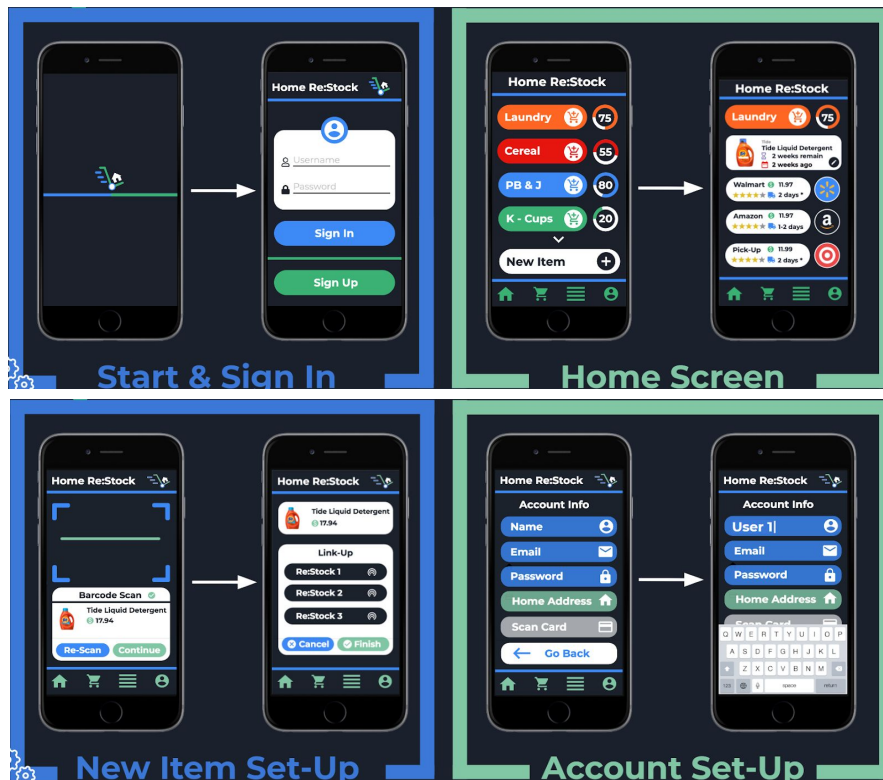 Home Re:Stock
Username
Password
Sign In
Sign Up
Start & Sign In
Home Re:Stock
Laundry 75
Cereal 55
PB & J 80
K - Cups 20
New Item
Home Re:Stock
Laundry 75
Tide
Tide Liquid Detergent
2 weeks remain
2 weeks ago
Walmart 11.97
2 days *
Amazon 11.97
1-2 days
a
Pick-Up 11.99
2 days *
Home Screen
Home Re:Stock
Barcode Scan
Tide Liquid Detergent
17.94
Re-Scan Continue
Home Re:Stock
Tide Liquid Detergent
17.94
Link-Up
Re:Stock 1
Re:Stock 2
Re:Stock 3
Cancel Finish
New Item Set-Up
Account Info
Home Re:Stock
Name
Email
Password
Home Address
Scan Card
Go Back
Home Re:Stock
Account Info
User 1
Email
Password
Home Address
Scan Card
Q W E R T Y U I O P
A S D F G H J K L
Z X C V B N M
123 space return
Account Set-Up